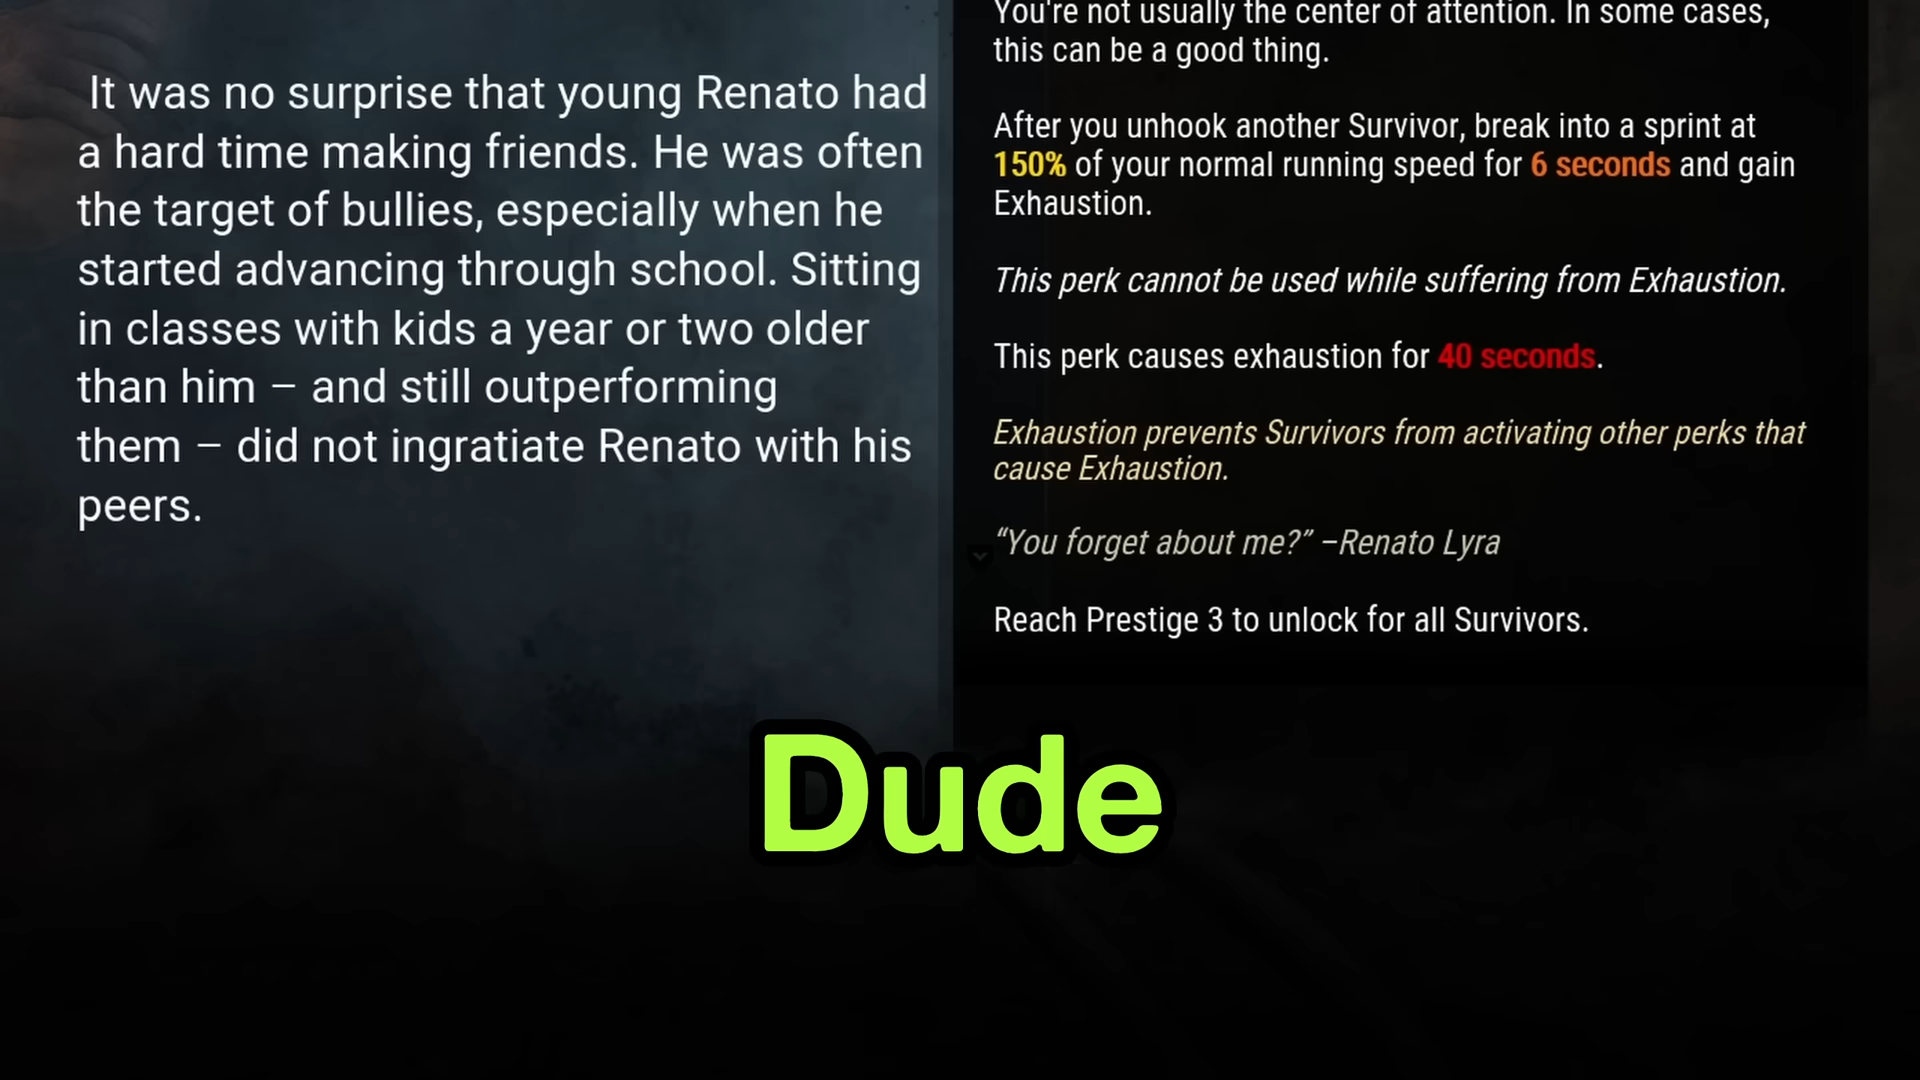 It was no surprise that young Renato had
a hard time making friends. He was often
the target of bullies, especially when he
started advancing through school. Sitting
in classes with kids a year or two older
than him – and still outperforming
them – did not ingratiate Renato with his
peers.
You're not usually the center of attention. In some cases,
this can be a good thing.
After you unhook another Survivor, break into a sprint at
150% of your normal running speed for 6 seconds and gain
Exhaustion.
This perk cannot be used while suffering from Exhaustion.
This perk causes exhaustion for 40 seconds.
Exhaustion prevents Survivors from activating other perks that
cause Exhaustion.
“You forget about me?” –Renato Lyra
Reach Prestige 3 to unlock for all Survivors.
Dude